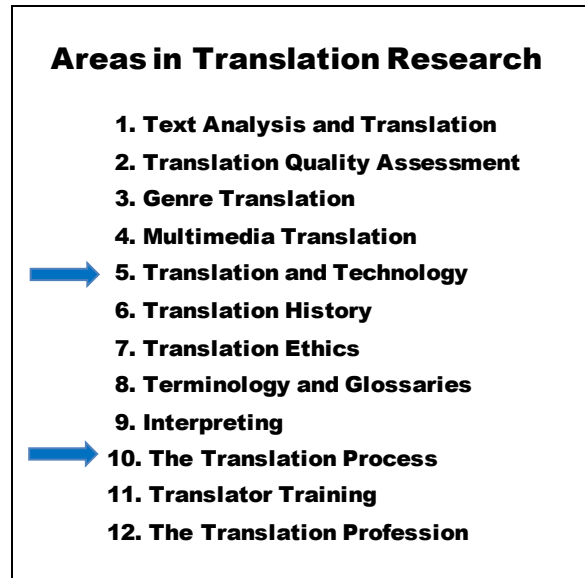 Areas in Translation Research
1. Text Analysis and Translation
2. Translation Quality Assessment
3. Genre Translation
4. Multimedia Translation
5. Translation and Technology
6. Translation History
7. Translation Ethics
8. Terminology and Glossaries
9. Interpreting
10. The Translation Process
11. Translator Training
12. The Translation Profession